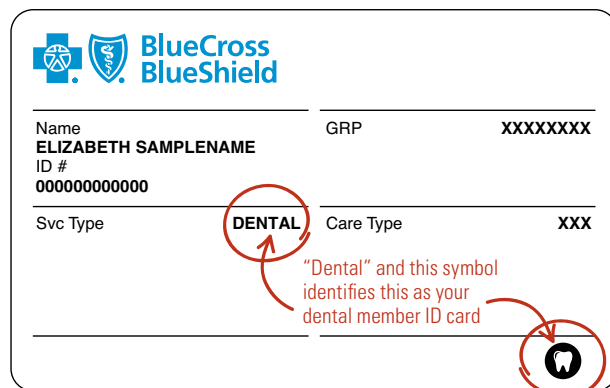 BlueCross
BlueShield
Name
ELIZABETH SAMPLENAME
ID #
000000000000
GRP XXXXXXXX
Svc Type DENTAL
Care Type XXX
“Dental” and this symbol
identifies this as your
dental member ID card